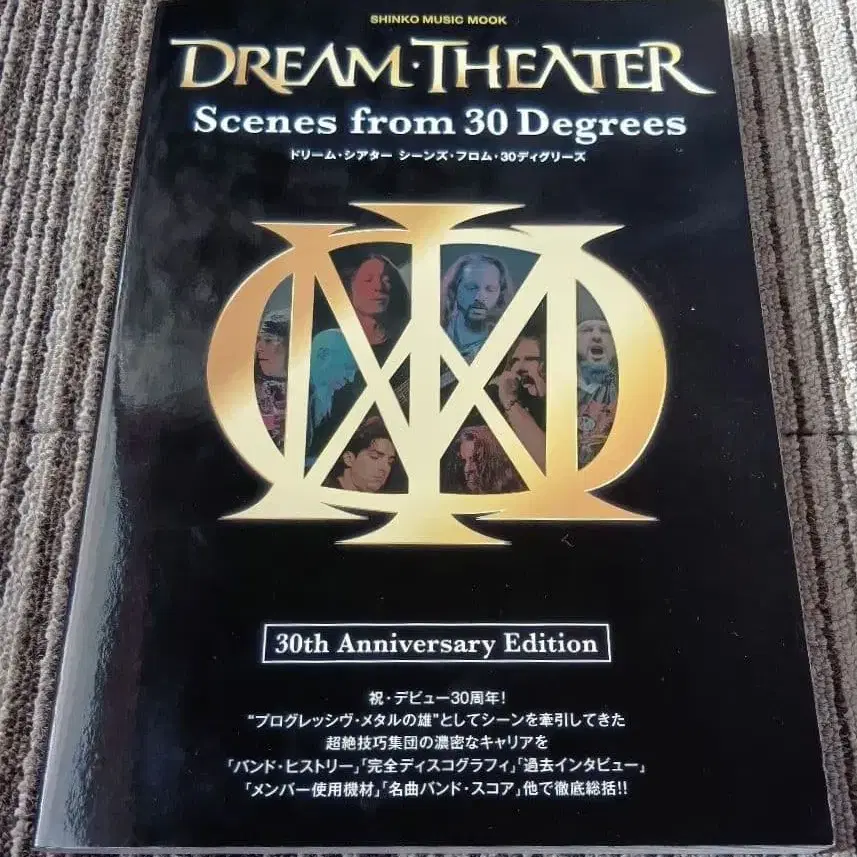 SHINKO MUSIC MOOK
DREAM·THEATER
Scenes from 30 Degrees
ドリーム・シアター シーンズ・フロム・30ディグリーズ
30th Anniversary Edition
祝・デビュー30周年!
“プログレッシヴ・メタルの雄”としてシーンを牽引してきた
超絶技巧集団の濃密なキャリアを
「バンド・ヒストリー」「完全ディスコグラフィ」「過去インタビュー」
「メンバー使用機材」「名曲バンド・スコア」他で徹底総括!!